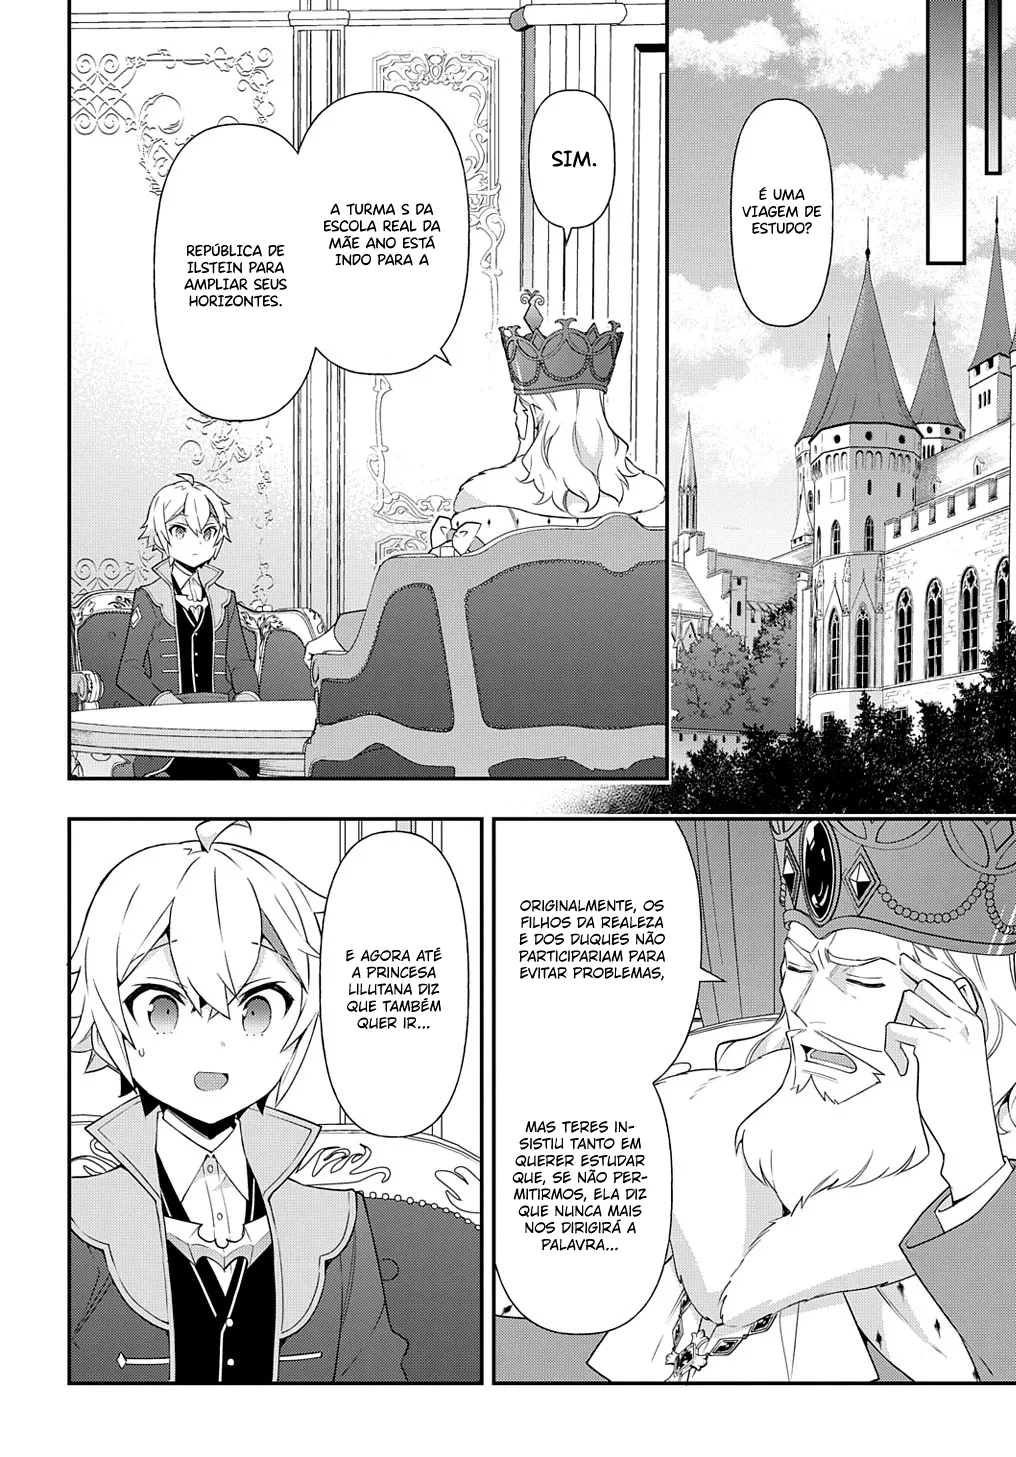 É UMA
VIAGEM DE
ESTUDO?
SIM.
A TURMA S DA
ESCOLA REAL DA
MÃE ANO ESTÁ
INDO PARA A
REPÚBLICA DE
ILSTEIN PARA
AMPLIAR SEUS
HORIZONTES.
ORIGINALMENTE, OS
FILHOS DA REALEZA
E DOS DUQUES NÃO
PARTICIPARIAM PARA
EVITAR PROBLEMAS,
MAS TERES IN-
SISTIU TANTO EM
QUERER ESTUDAR
QUE, SE NÃO PER-
MITIRMOS, ELA DIZ
QUE NUNCA MAIS
NOS DIRIGIRÁ A
PALAVRA...
E AGORA ATÉ
A PRINCESA
LILUTANA DIZ
QUE TAMBÉM
QUER IR...